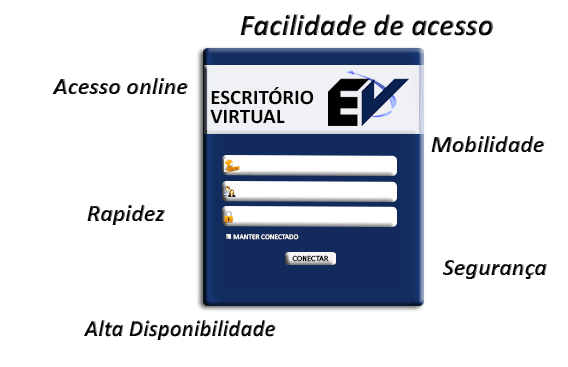 Facilidade de acesso
Acesso online
ESCRITÓRIO
VIRTUAL
EV
Mobilidade
Rapidez
MANTER CONECTADO
CONECTAR
Segurança
Alta Disponibilidade